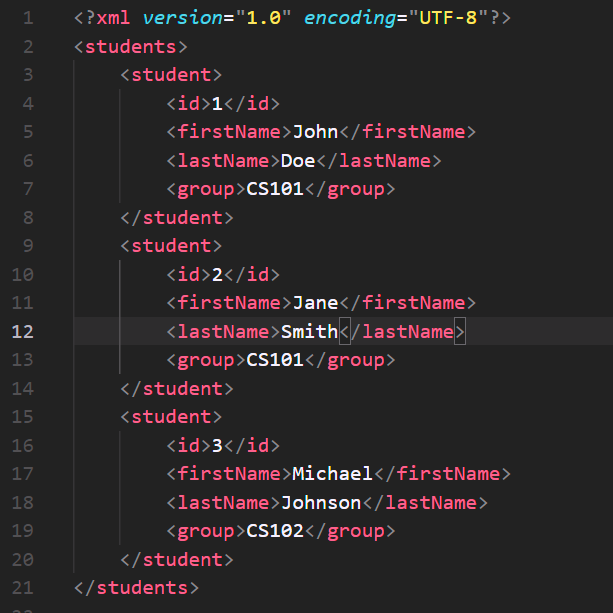 1 <?xml version="1.0" encoding="UTF-8"?>
2 <students>
3     <student>
4         <id>1</id>
5         <firstName>John</firstName>
6         <lastName>Doe</lastName>
7         <group>CS101</group>
8     </student>
9     <student>
10         <id>2</id>
11         <firstName>Jane</firstName>
12         <lastName>Smith</lastName>
13         <group>CS101</group>
14     </student>
15     <student>
16         <id>3</id>
17         <firstName>Michael</firstName>
18         <lastName>Johnson</lastName>
19         <group>CS102</group>
20     </student>
21 </students>